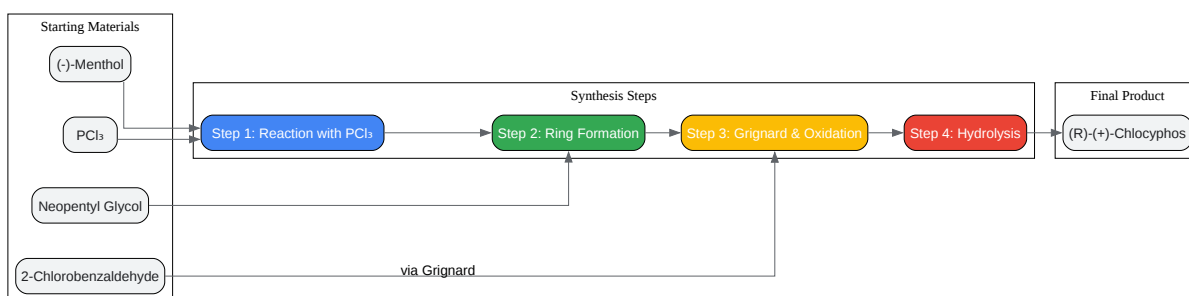 Starting Materials
(-)-Menthol
PCl₃
Neopentyl Glycol
2-Chlorobenzaldehyde
via Grignard
Synthesis Steps
Step 1: Reaction with PCl₃
Step 2: Ring Formation
Step 3: Grignard & Oxidation
Step 4: Hydrolysis
Final Product
(R)-(+)-Chlocyphos